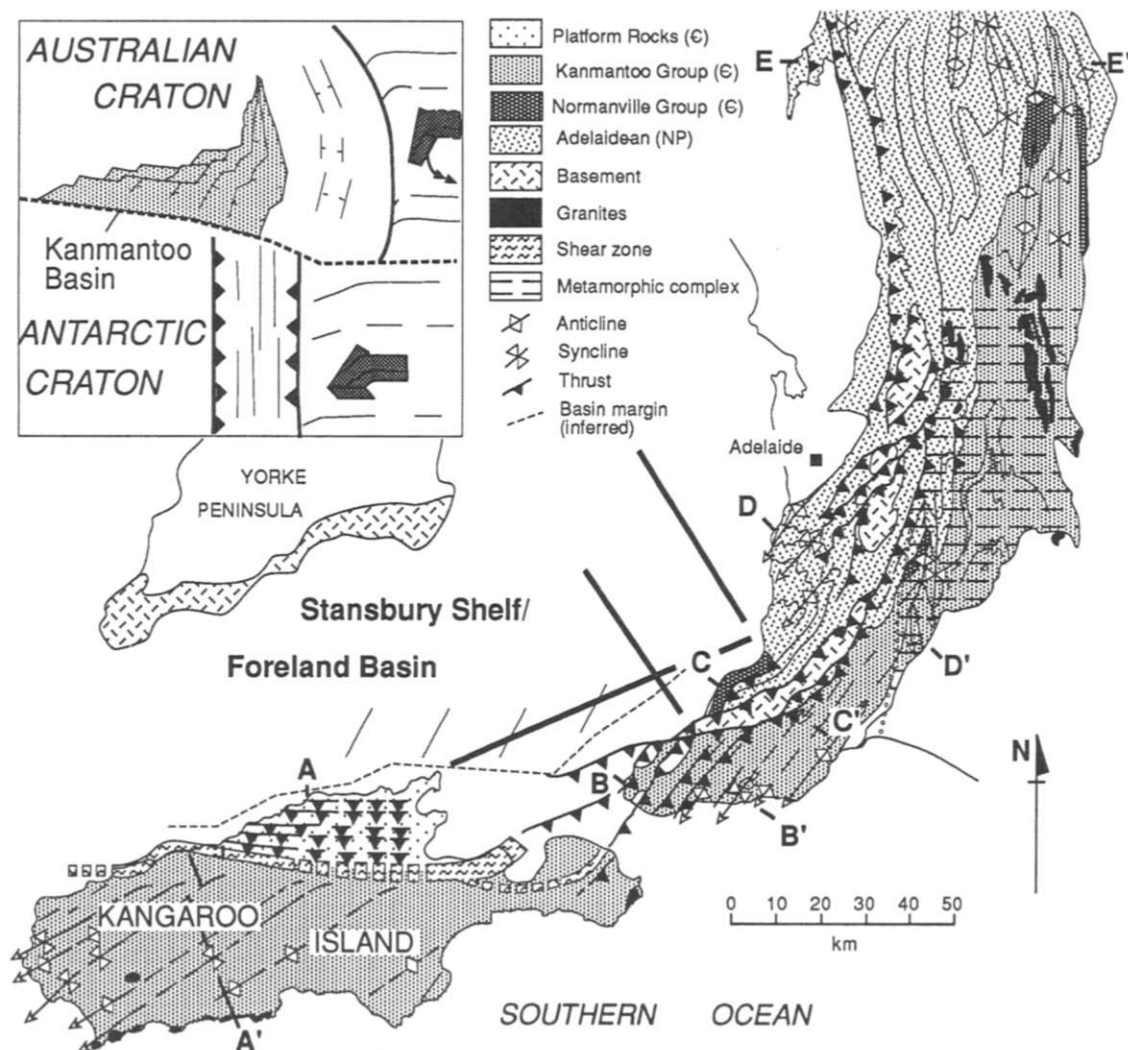 AUSTRALIAN
CRATON
Kanmantoo
Basin
ANTARCTIC
CRATON
Platform Rocks (Є)
Kanmantoo Group (Є)
Normanville Group (Є)
Adelaidean (NP)
Basement
Granites
Shear zone
Metamorphic complex
Anticline
Syncline
Thrust
Basin margin
(inferred)
E
E'
Adelaide
YORKE
PENINSULA
D
Stansbury Shelf/
Foreland Basin
C
D'
C'
A
B
B'
N
KANGAROO
ISLAND
0 10 20 30 40 50
km
A'
SOUTHERN OCEAN